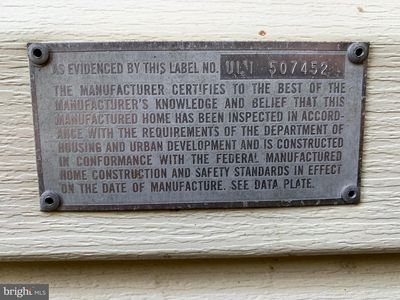 AS EVIDENCED BY THIS LABEL NO. ULI 507452
THE MANUFACTURER CERTIFIES TO THE BEST OF THE
MANUFACTURER'S KNOWLEDGE AND BELIEF THAT THIS
MANUFACTURED HOME HAS BEEN INSPECTED IN ACCORD-
ANCE WITH THE REQUIREMENTS OF THE DEPARTMENT OF
HOUSING AND URBAN DEVELOPMENT AND IS CONSTRUCTED
IN CONFORMANCE WITH THE FEDERAL MANUFACTURED
HOME CONSTRUCTION AND SAFETY STANDARDS IN EFFECT
ON THE DATE OF MANUFACTURE. SEE DATA PLATE.
bright MLS